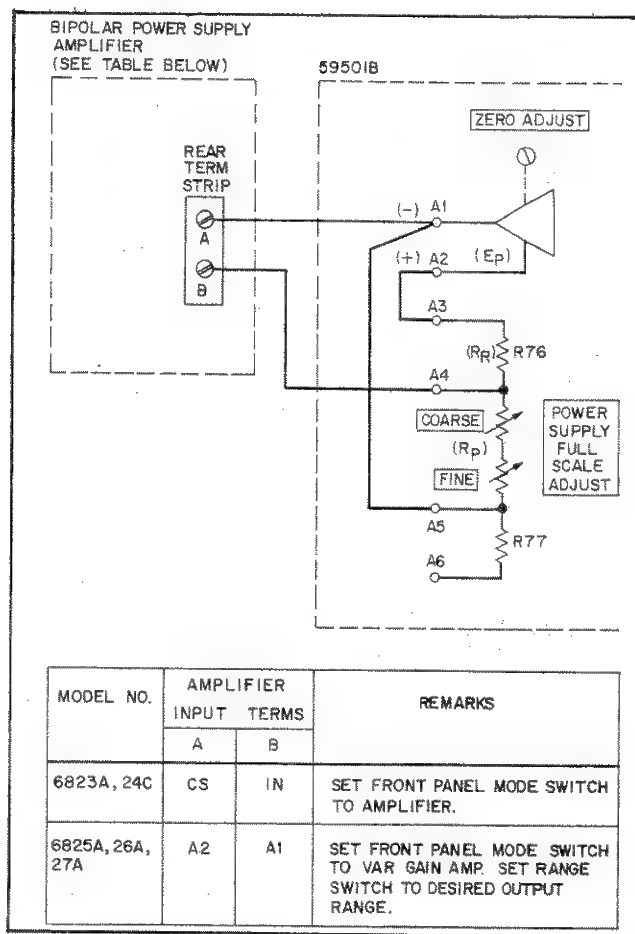 BIPOLAR POWER SUPPLY
AMPLIFIER
(SEE TABLE BELOW)
59501B
ZERO ADJUST
REAR
TERM
STRIP
A
B
(-) A1
(+) A2 (EP)
A3
(RR) R76
A4
COARSE
(RP)
FINE
POWER
SUPPLY
FULL
SCALE
ADJUST
A5
R77
A6
MODEL NO.
AMPLIFIER
INPUT TERMS
REMARKS
A B
6823A, 24C CS IN SET FRONT PANEL MODE SWITCH
TO AMPLIFIER.
6825A, 26A, A2 A1 SET FRONT PANEL MODE SWITCH
27A TO VAR GAIN AMP. SET RANGE
SWITCH TO DESIRED OUTPUT
RANGE.